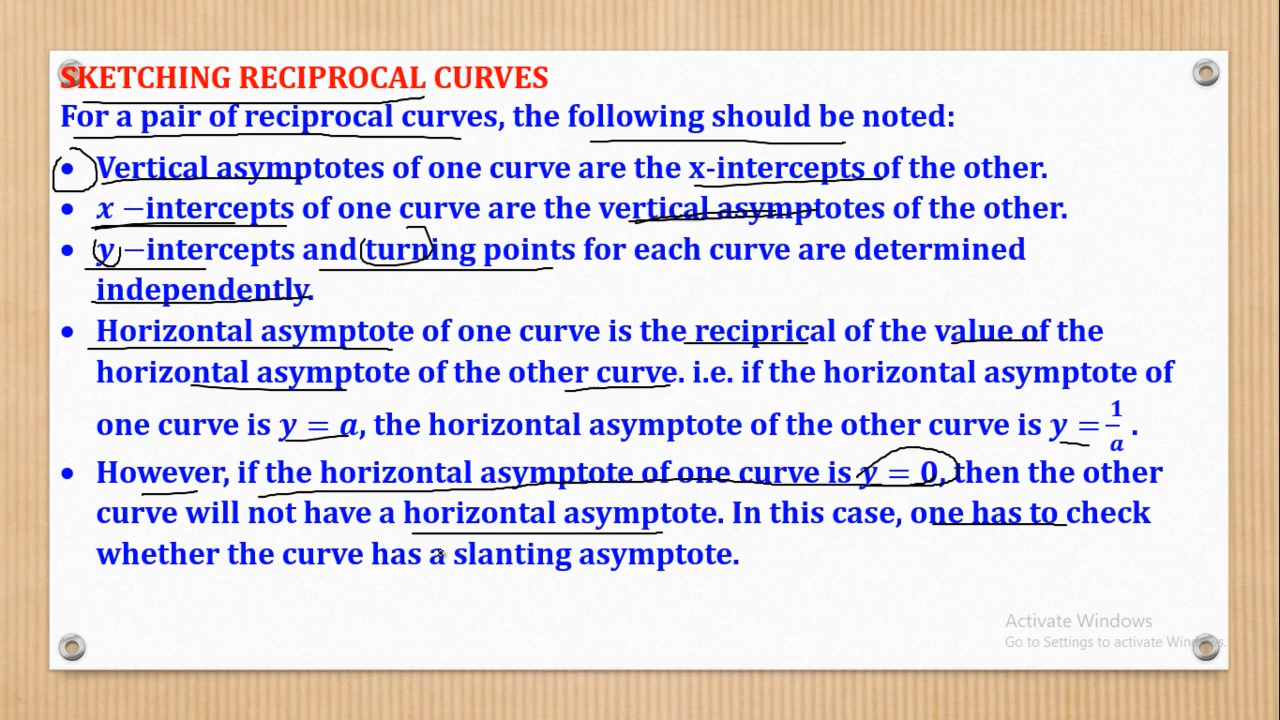 SKETCHING RECIPROCAL CURVES
For a pair of reciprocal curves, the following should be noted:
• Vertical asymptotes of one curve are the x-intercepts of the other.
• x −intercepts of one curve are the vertical asymptotes of the other.
• y −intercepts and turning points for each curve are determined
independently.
• Horizontal asymptote of one curve is the reciprical of the value of the
horizontal asymptote of the other curve. i.e. if the horizontal asymptote of
one curve is y = a, the horizontal asymptote of the other curve is y = 1/a .
• However, if the horizontal asymptote of one curve is y = 0, then the other
curve will not have a horizontal asymptote. In this case, one has to check
whether the curve has a slanting asymptote.
Activate Windows
Go to Settings to activate Windows.